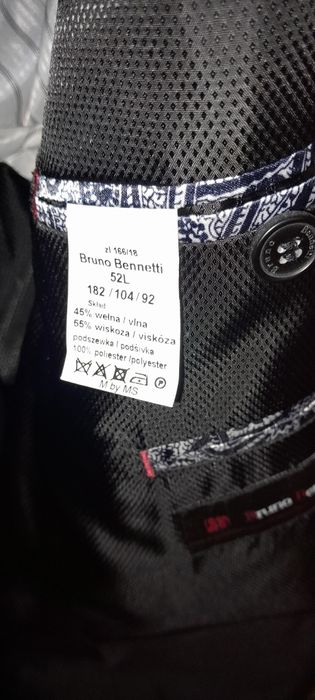 zl 166/18
Bruno Bennetti
52L
182 / 104 / 92
Skład
45% wełna / vlna
55% wiskoza / viskóza
podszewka / podšívka
100% poliester /polyester
M by MS
Bruno